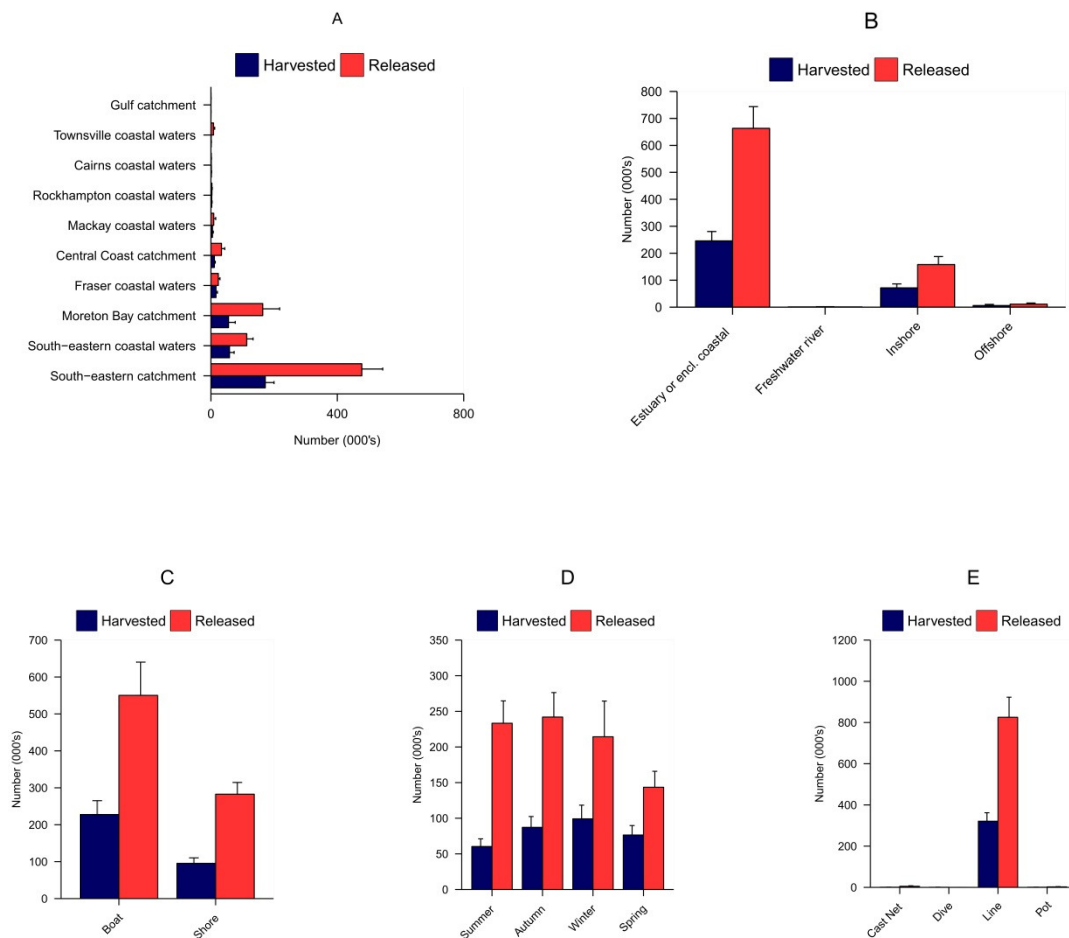 A
Harvested Released
Gulf catchment
Townsville coastal waters
Cairns coastal waters
Rockhampton coastal waters
Mackay coastal waters
Central Coast catchment
Fraser coastal waters
Moreton Bay catchment
South−eastern coastal waters
South−eastern catchment
0 400 800
Number (000's)
B
Harvested Released
800
700
600
500
400
300
200
100
0
Number (000's)
Estuary or encl. coastal
Freshwater river
Inshore
Offshore
C
Harvested Released
700
600
500
400
300
200
100
0
Number (000's)
Boat
Shore
D
Harvested Released
350
300
250
200
150
100
50
0
Number (000's)
Summer
Autumn
Winter
Spring
E
Harvested Released
1200
1000
800
600
400
200
0
Number (000's)
Cast Net
Dive
Line
Pot